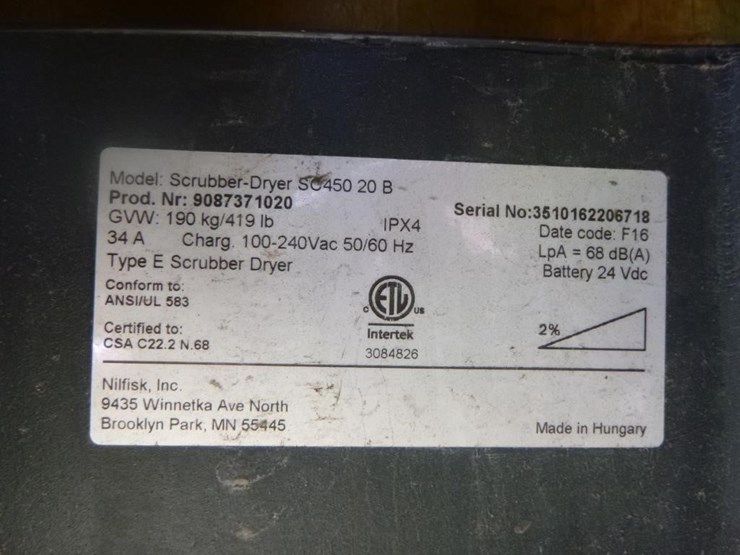 Model: Scrubber-Dryer SC450 20 B
Prod. Nr: 9087371020
Serial No:3510162206718
GVW: 190 kg/419 lb
IPX4
Date code: F16
34 A Charg. 100-240Vac 50/60 Hz
LpA = 68 dB(A)
Type E Scrubber Dryer
Battery 24 Vdc
Conform to:
ANSI/UL 583
Certified to:
CSA C22.2 N.68
ETL
C US
Intertek
3084826
2%
Nilfisk, Inc.
9435 Winnetka Ave North
Brooklyn Park, MN 55445
Made in Hungary